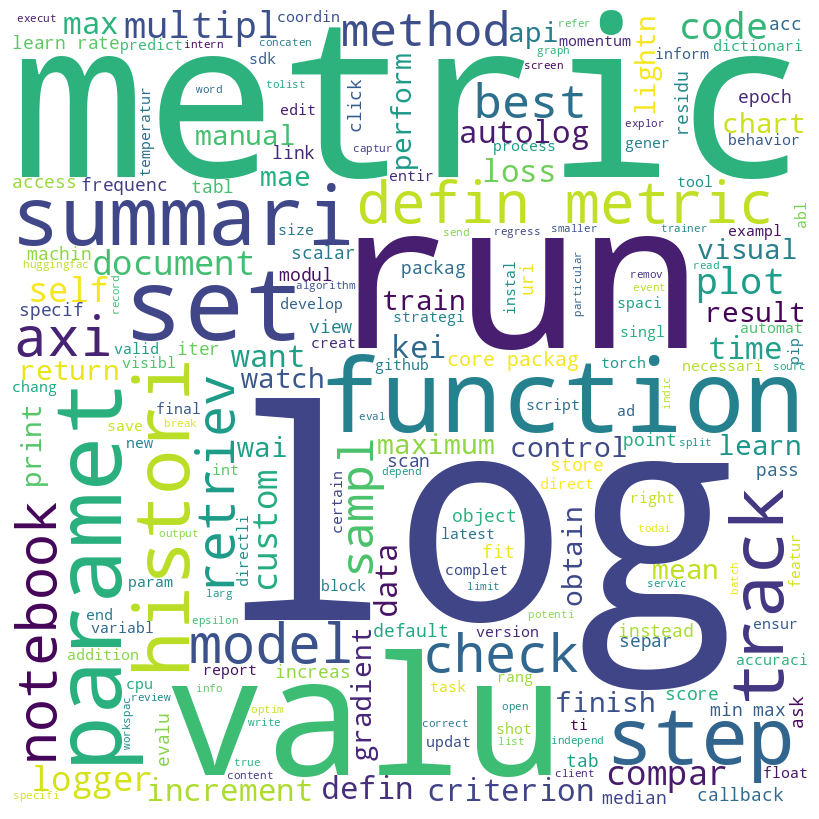 execut
max
multipl
coordin
method
api
code
acc
learn rate
predict
intern
concaten
refer
momentum
lightn
dictionari
sdk
graph
screen
inform
metric
temperatur
word
tolist
click
perform
best
residu
epoch
edit
explor
chart
manual
captur
autolog
process
gener
behavior
link
loss
access
frequenc
tabl
mae
entir
tool
abl
summari
defin metric
size
send
regress
smaller
trainer
exampl
machin
scalar
run
visual
huggingfac
document
modul
algorithm
packag
instal
uri
particular
remov
read
event
self
record
set
develop
train
spaci
plot
specif
view
strategi
singl
result
axi
valid
iter
creat
kei
github
torch
automat
visibl
want
core packag
time
pip
return
watch
necessari
sourc
chang
histori
retriev
final
function
indic
paramet
save
new
eval
script
ad
break
print
log
wai
maximum
control
point
split
learn
int
sampl
scan
depend
store
pass
custom
certain
direct
notebook
object
right
track
directli
latest
obtain
todai
output
fit
param
data
complet
mean
batch
featur
larg
block
limit
servic
end
epsilon
potenti
ensur
variabl
model
default
version
instead
check
separ
addition
gradient
accuraci
report
increas
valu
rang
cpu
info
task
score
workspac
review
optim
open
finish
min max
ask
evalu
write
current
shot
ti
step
updat
correct
list
independ
true
tab
logger
content
client
compar
float
specifi
increment
defin
criterion
median
callback